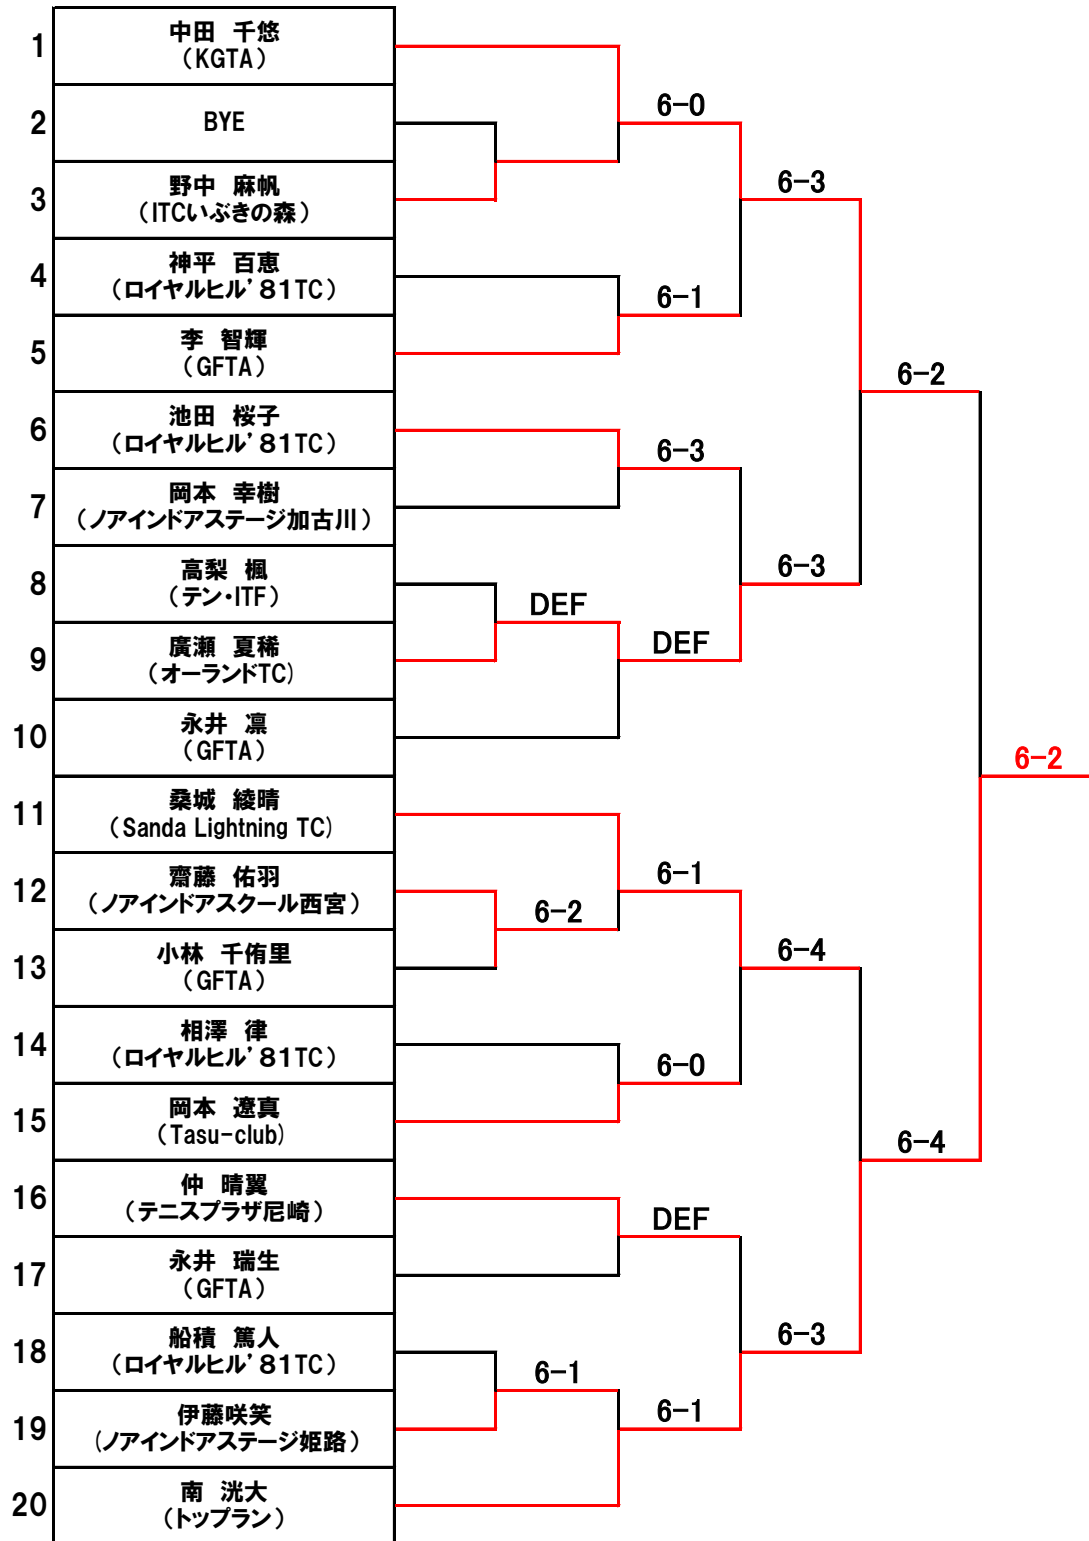 1
中田　千悠
（KGTA）
2
BYE
3
野中　麻帆
（ITCいぶきの森）
4
神平　百恵
（ロイヤルヒル’８１TC）
5
李　智輝
（GFTA）
6
池田　桜子
（ロイヤルヒル’８１TC）
7
岡本　幸樹
（ノアインドアステージ加古川）
8
高梨　楓
（テン・ITF）
9
廣瀬　夏稀
（オーランドTC)
10
永井　凛
（GFTA）
11
桑城　綾晴
（Sanda Lightning TC)
12
齋藤　佑羽
（ノアインドアスクール西宮）
13
小林　千侑里
（GFTA）
14
相澤　律
（ロイヤルヒル’８１TC）
15
岡本　遼真
（Tasu-club)
16
仲　晴翼
（テニスプラザ尼崎）
17
永井　瑞生
（GFTA）
18
船積　篤人
（ロイヤルヒル’８１TC）
19
伊藤咲笑
(ノアインドアステージ姫路）
20
南　洸大
（トップラン）
DEF
6-2
6-1
6-0
6-1
6-3
DEF
6-1
6-0
DEF
6-1
6-3
6-3
6-4
6-3
6-2
6-4
6-2